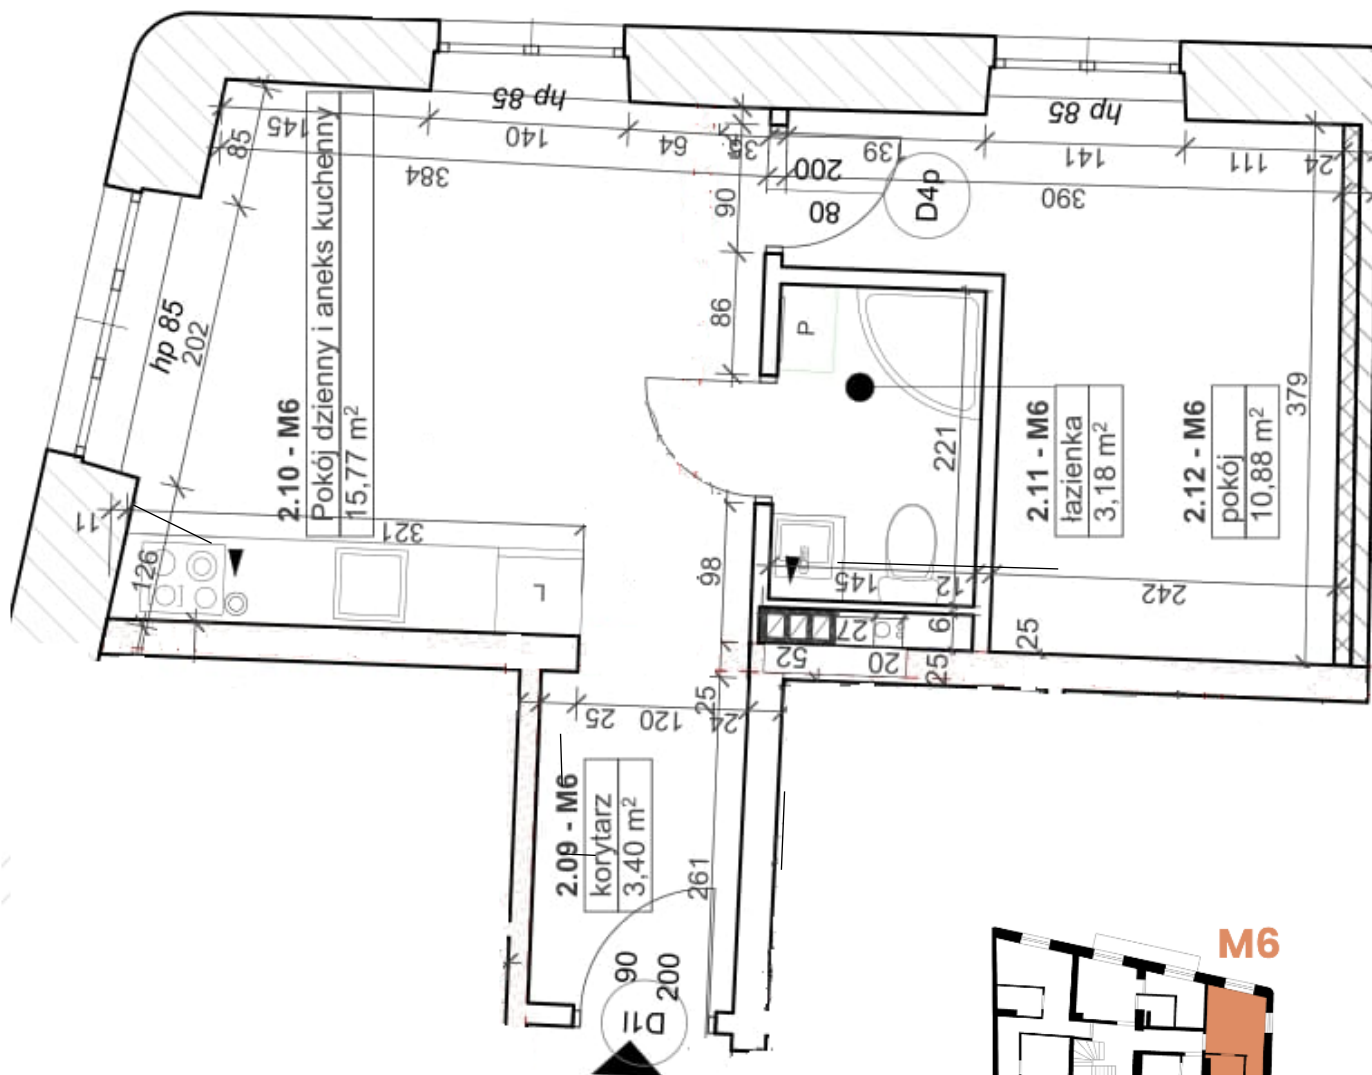 hp 85
hp 85
145
140
64
139
141
111
24
85
384
200
390
90
80
D4p
hp 85
202
86
P
2.10 - M6
Pokój dzienny i aneks kuchenny
15,77 m²
379
221
2.11 - M6
łazienka
3,18 m²
2.12 - M6
pokój
10,88 m²
11
321
126
L
98
145
12
242
27
6
25
52
20
25
25
120
24
25
2.09 - M6
korytarz
3,40 m²
261
90
200
D1i
M6